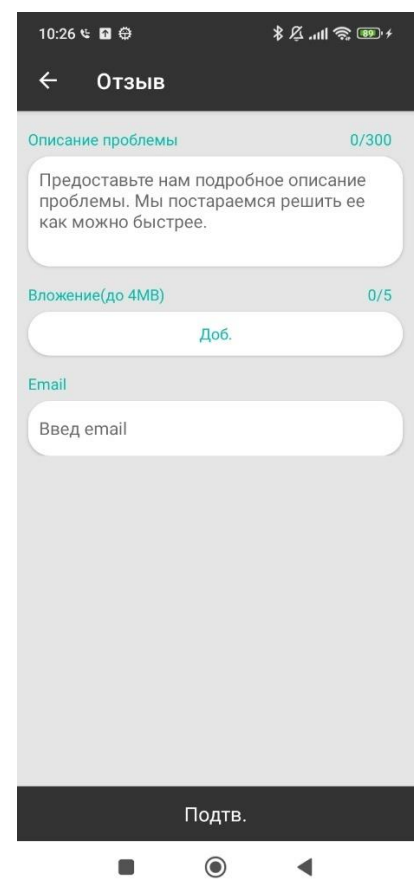 10:26
89
Отзыв
Описание проблемы 0/300
Предоставьте нам подробное описание
проблемы. Мы постараемся решить ее
как можно быстрее.
Вложение(до 4MB) 0/5
Доб.
Email
Введ email
Подтв.